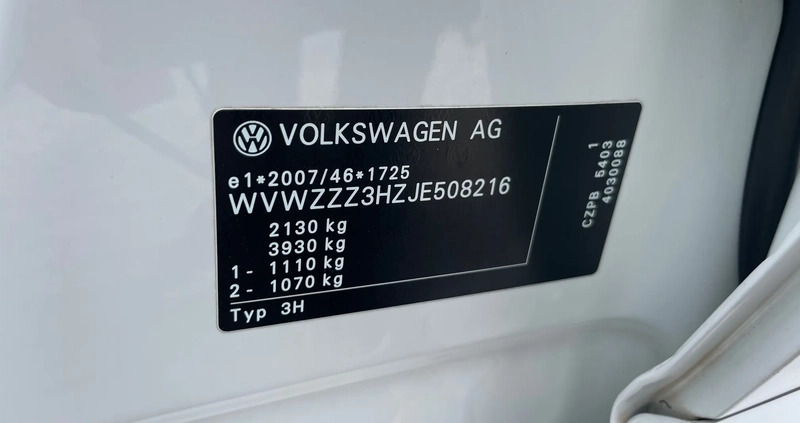 VOLKSWAGEN AG
e1*2007/46*1725
WVWZZZ3HZJE508216
2130 kg
3930 kg
1- 1110 kg
2- 1070 kg
Typ 3H
1
CZPB 5403
4030088